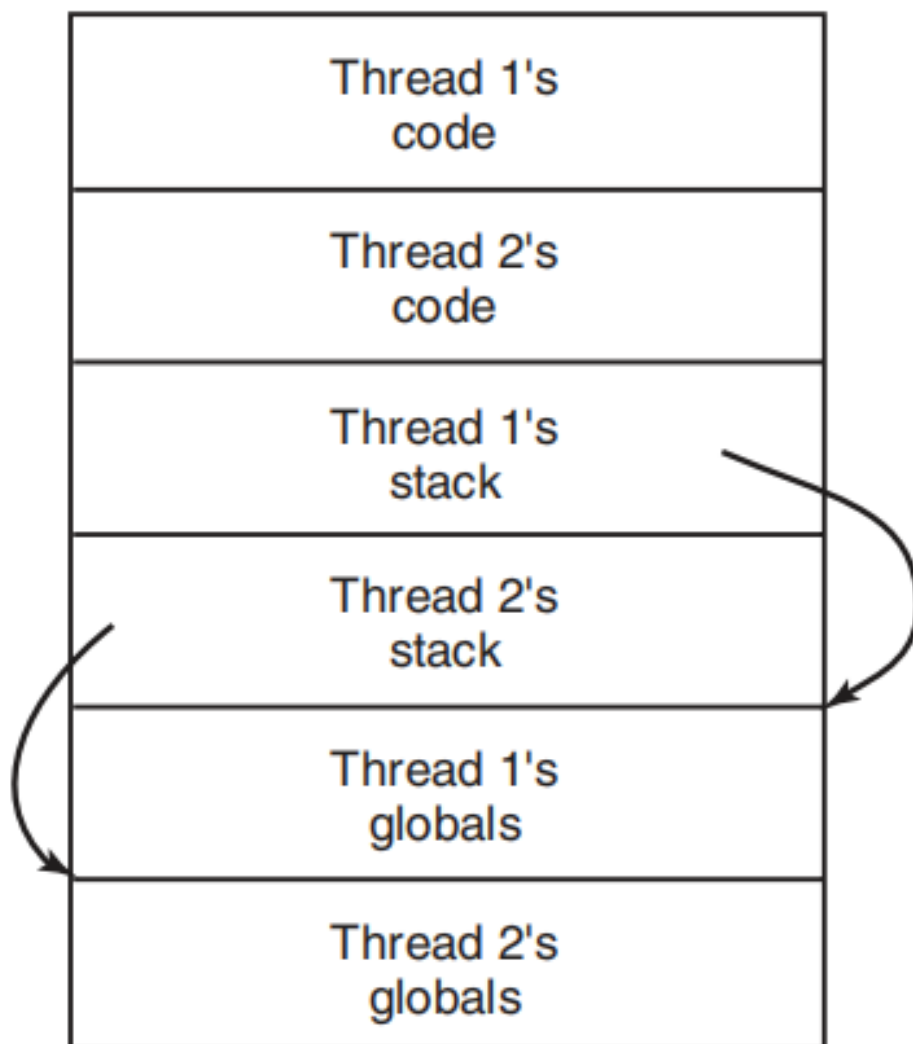 Thread 1's
code
Thread 2's
code
Thread 1's
stack
Thread 2's
stack
Thread 1's
globals
Thread 2's
globals